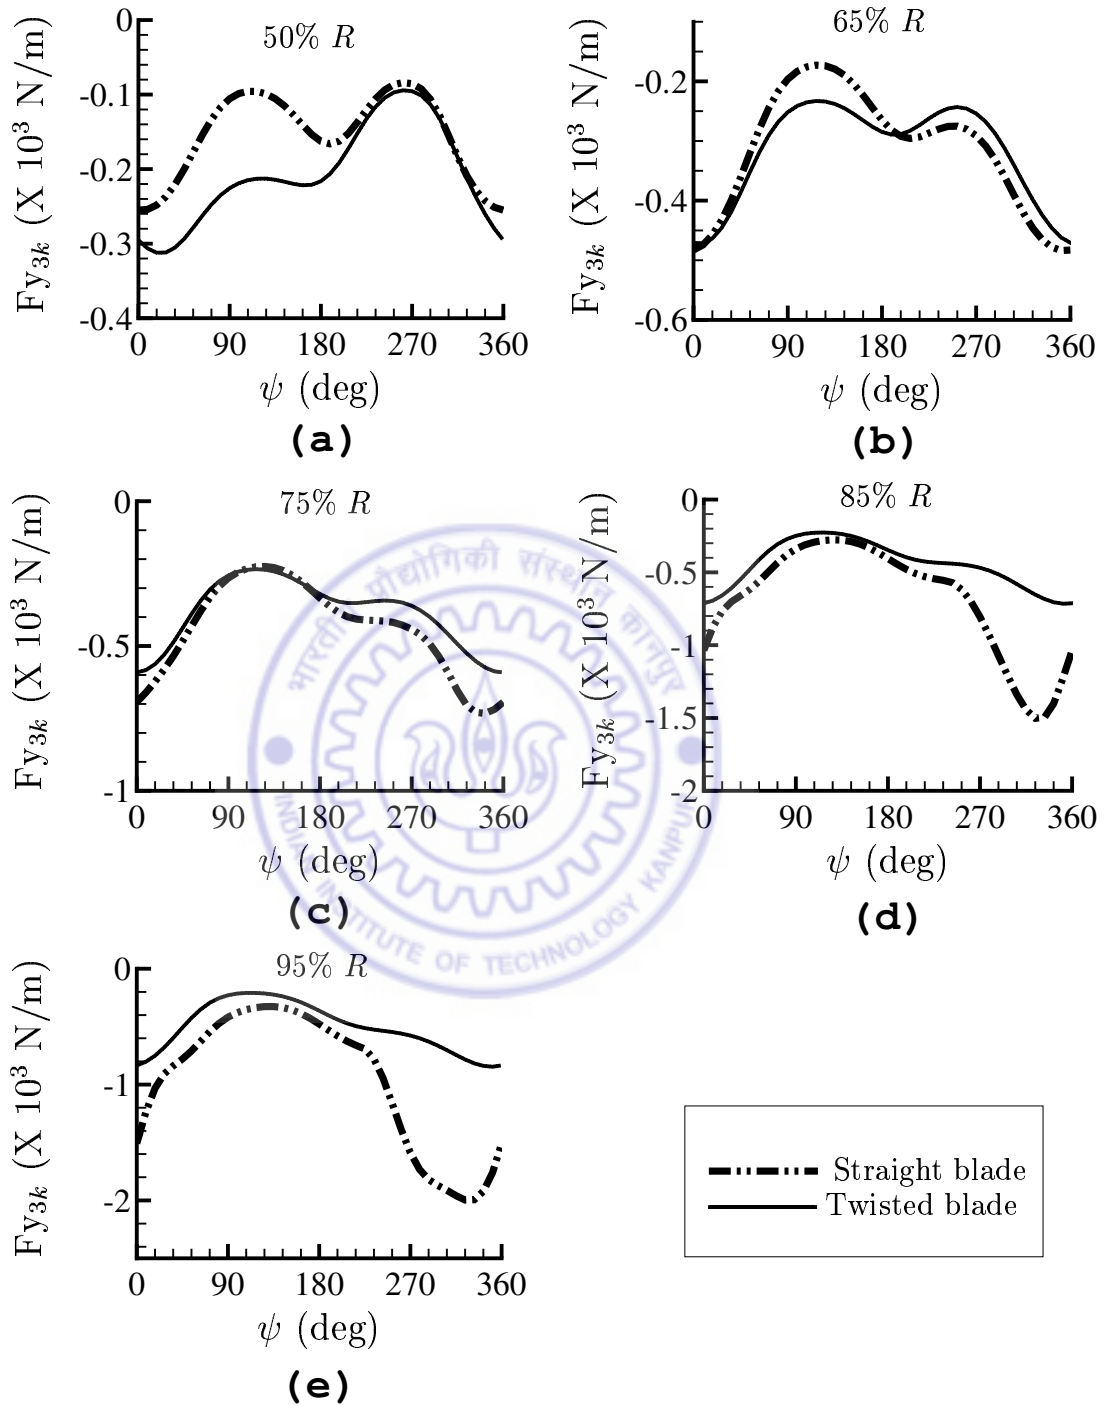 50% R
0
-0.1
-0.2
-0.3
-0.4
Fy3k (X 10³ N/m)
0 90 180 270 360
ψ (deg)
(a)
65% R
-0.2
-0.4
-0.6
Fy3k (X 10³ N/m)
0 90 180 270 360
ψ (deg)
(b)
75% R
0
-0.5
-1
Fy3k (X 10³ N/m)
0 90 180 270 360
ψ (deg)
(c)
85% R
0
-0.5
-1
-1.5
-2
Fy3k (X 10³ N/m)
0 90 180 270 360
ψ (deg)
(d)
95% R
0
-1
-2
Fy3k (X 10³ N/m)
0 90 180 270 360
ψ (deg)
(e)
Straight blade
Twisted blade
भारतीय प्रौद्योगिकी संस्थान कानपुर
INDIAN INSTITUTE OF TECHNOLOGY KANPUR